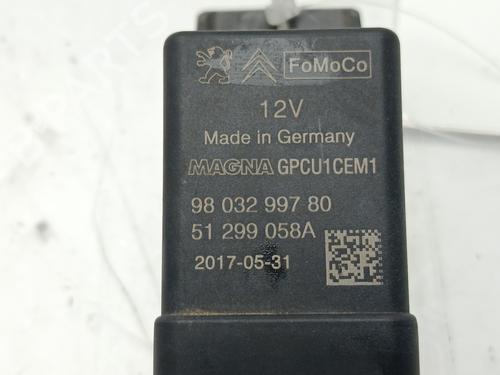 FoMoCo
12V
Made in Germany
MAGNA GPCU1CEM1
98 032 997 80
51 299 058A
2017-05-31